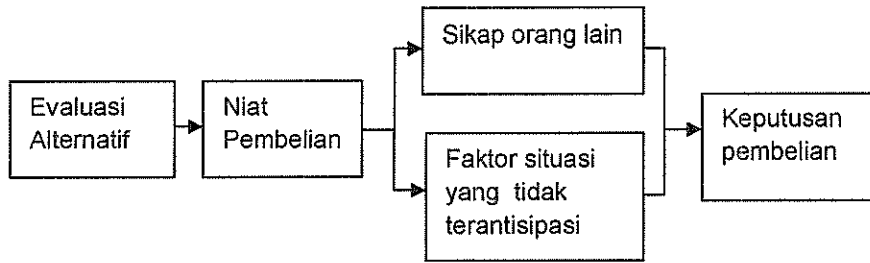 Evaluasi
Alternatif
Niat
Pembelian
Sikap orang lain
Faktor situasi
yang tidak
terantisipasi
Keputusan
pembelian